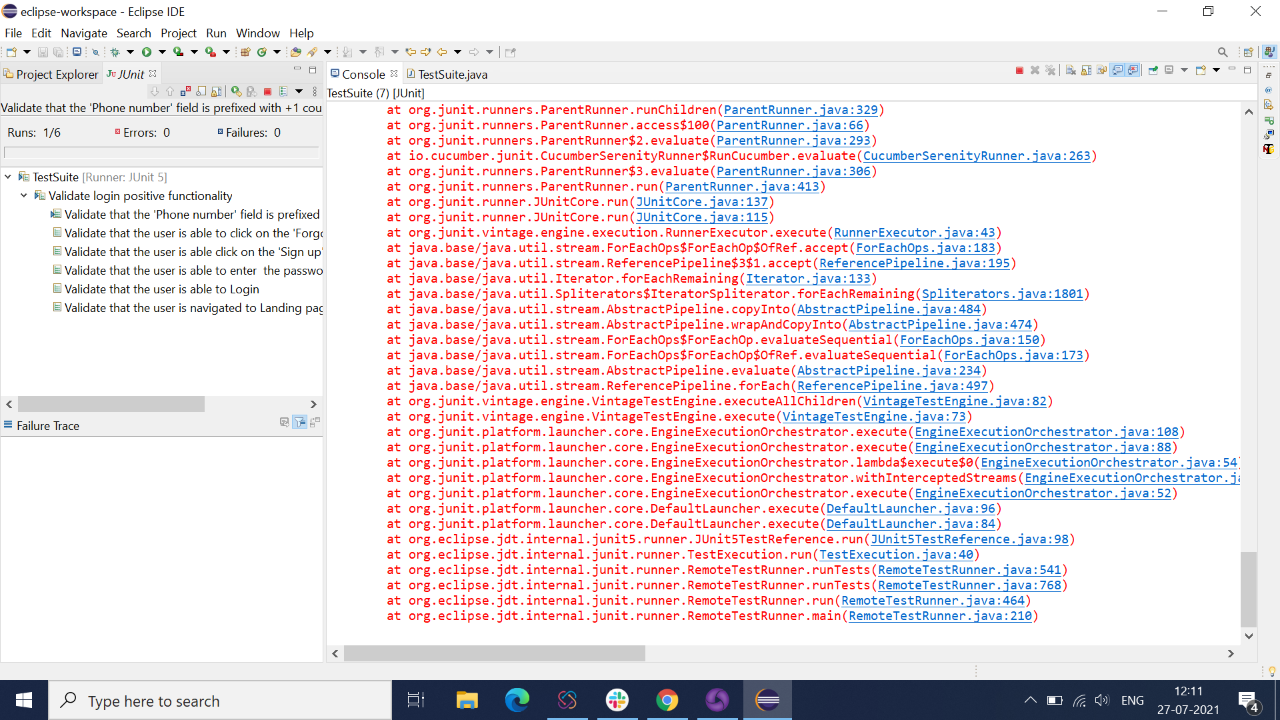 eclipse-workspace - Eclipse IDE
File Edit Navigate Search Project Run Window Help
Project Explorer JUnit
Validate that the 'Phone number' field is prefixed with +1 cou
Runs: 1/6 Errors: 0 Failures: 0
TestSuite [Runner: JUnit 5]
Validate login positive functionality
Validate that the 'Phone number' field is prefixed
Validate that the user is able to click on the 'Forgo
Validate that the user is able click on the 'Sign up'
Validate that the user is able to enter  the passwo
Validate that the user is able to Login
Validate that the user is navigated to Landing pag
Failure Trace
Console TestSuite.java
TestSuite (7) [JUnit]
at org.junit.runners.ParentRunner.runChildren(ParentRunner.java:329)
at org.junit.runners.ParentRunner.access$100(ParentRunner.java:66)
at org.junit.runners.ParentRunner$2.evaluate(ParentRunner.java:293)
at io.cucumber.junit.CucumberSerenityRunner$RunCucumber.evaluate(CucumberSerenityRunner.java:263)
at org.junit.runners.ParentRunner$3.evaluate(ParentRunner.java:306)
at org.junit.runners.ParentRunner.run(ParentRunner.java:413)
at org.junit.runner.JUnitCore.run(JUnitCore.java:137)
at org.junit.runner.JUnitCore.run(JUnitCore.java:115)
at org.junit.vintage.engine.execution.RunnerExecutor.execute(RunnerExecutor.java:43)
at java.base/java.util.stream.ForEachOps$ForEachOp$OfRef.accept(ForEachOps.java:183)
at java.base/java.util.stream.ReferencePipeline$3$1.accept(ReferencePipeline.java:195)
at java.base/java.util.Iterator.forEachRemaining(Iterator.java:133)
at java.base/java.util.Spliterators$IteratorSpliterator.forEachRemaining(Spliterators.java:1801)
at java.base/java.util.stream.AbstractPipeline.copyInto(AbstractPipeline.java:484)
at java.base/java.util.stream.AbstractPipeline.wrapAndCopyInto(AbstractPipeline.java:474)
at java.base/java.util.stream.ForEachOps$ForEachOp.evaluateSequential(ForEachOps.java:150)
at java.base/java.util.stream.ForEachOps$ForEachOp$OfRef.evaluateSequential(ForEachOps.java:173)
at java.base/java.util.stream.AbstractPipeline.evaluate(AbstractPipeline.java:234)
at java.base/java.util.stream.ReferencePipeline.forEach(ReferencePipeline.java:497)
at org.junit.vintage.engine.VintageTestEngine.executeAllChildren(VintageTestEngine.java:82)
at org.junit.vintage.engine.VintageTestEngine.execute(VintageTestEngine.java:73)
at org.junit.platform.launcher.core.EngineExecutionOrchestrator.execute(EngineExecutionOrchestrator.java:108)
at org.junit.platform.launcher.core.EngineExecutionOrchestrator.execute(EngineExecutionOrchestrator.java:88)
at org.junit.platform.launcher.core.EngineExecutionOrchestrator.lambda$execute$0(EngineExecutionOrchestrator.java:54
at org.junit.platform.launcher.core.EngineExecutionOrchestrator.withInterceptedStreams(EngineExecutionOrchestrator.ja
at org.junit.platform.launcher.core.EngineExecutionOrchestrator.execute(EngineExecutionOrchestrator.java:52)
at org.junit.platform.launcher.core.DefaultLauncher.execute(DefaultLauncher.java:96)
at org.junit.platform.launcher.core.DefaultLauncher.execute(DefaultLauncher.java:84)
at org.eclipse.jdt.internal.junit5.runner.JUnit5TestReference.run(JUnit5TestReference.java:98)
at org.eclipse.jdt.internal.junit.runner.TestExecution.run(TestExecution.java:40)
at org.eclipse.jdt.internal.junit.runner.RemoteTestRunner.runTests(RemoteTestRunner.java:541)
at org.eclipse.jdt.internal.junit.runner.RemoteTestRunner.runTests(RemoteTestRunner.java:768)
at org.eclipse.jdt.internal.junit.runner.RemoteTestRunner.run(RemoteTestRunner.java:464)
at org.eclipse.jdt.internal.junit.runner.RemoteTestRunner.main(RemoteTestRunner.java:210)
Type here to search
ENG
12:11
27-07-2021
4